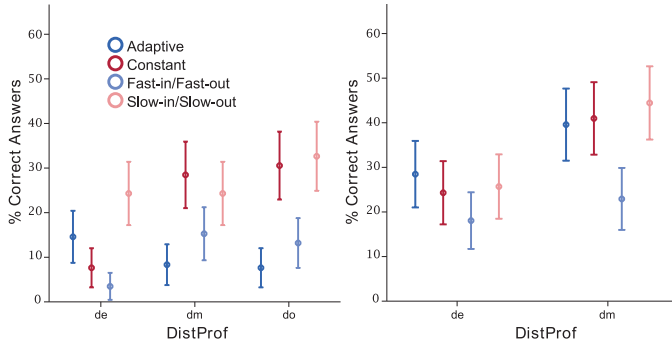 % Correct Answers
60
50
40
30
20
10
0
Adaptive
Constant
Fast-in/Fast-out
Slow-in/Slow-out
de
dm
do
DistProf
% Correct Answers
60
50
40
30
20
10
0
de
dm
DistProf